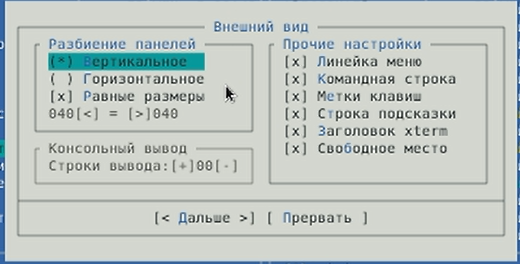 Внешний вид
Разбиение панелей
(*) Вертикальное
( ) Горизонтальное
[x] Равные размеры
040[<] = [>]040
Консольный вывод
Строки вывода:[+]00[-]
Прочие настройки
[x] Линейка меню
[x] Командная строка
[x] Метки клавиш
[x] Строка подсказки
[x] Заголовок xterm
[x] Свободное место
[< Дальше >] [ Прервать ]